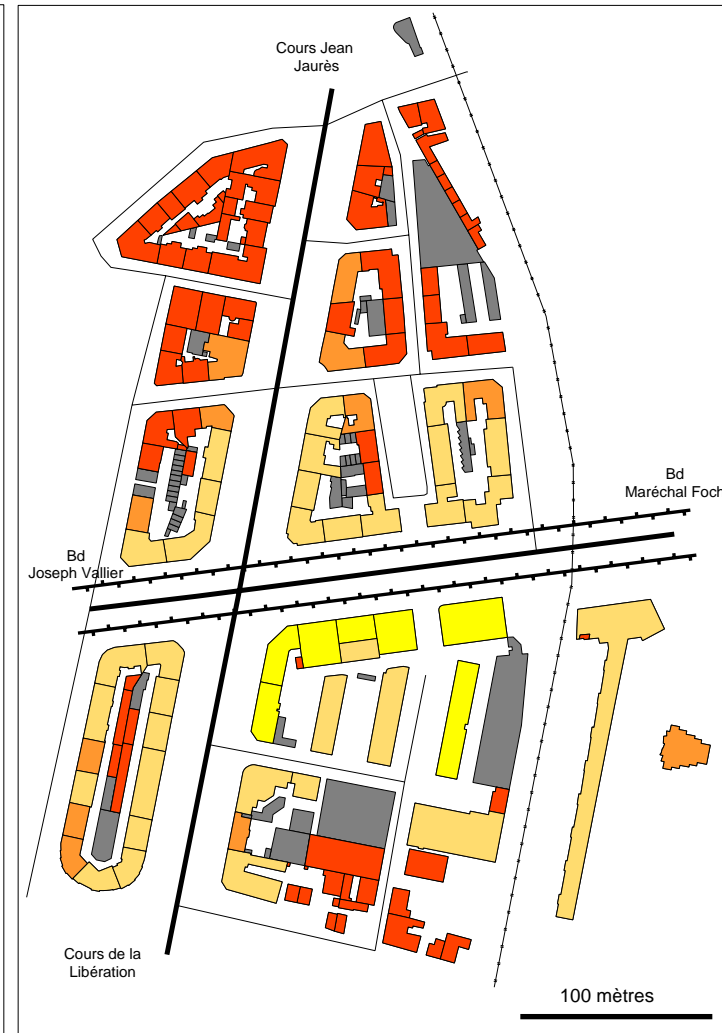 Cours Jean
Jaurès
Bd
Maréchal Foch
Bd
Joseph Vallier
Cours de la
Libération
100 mètres